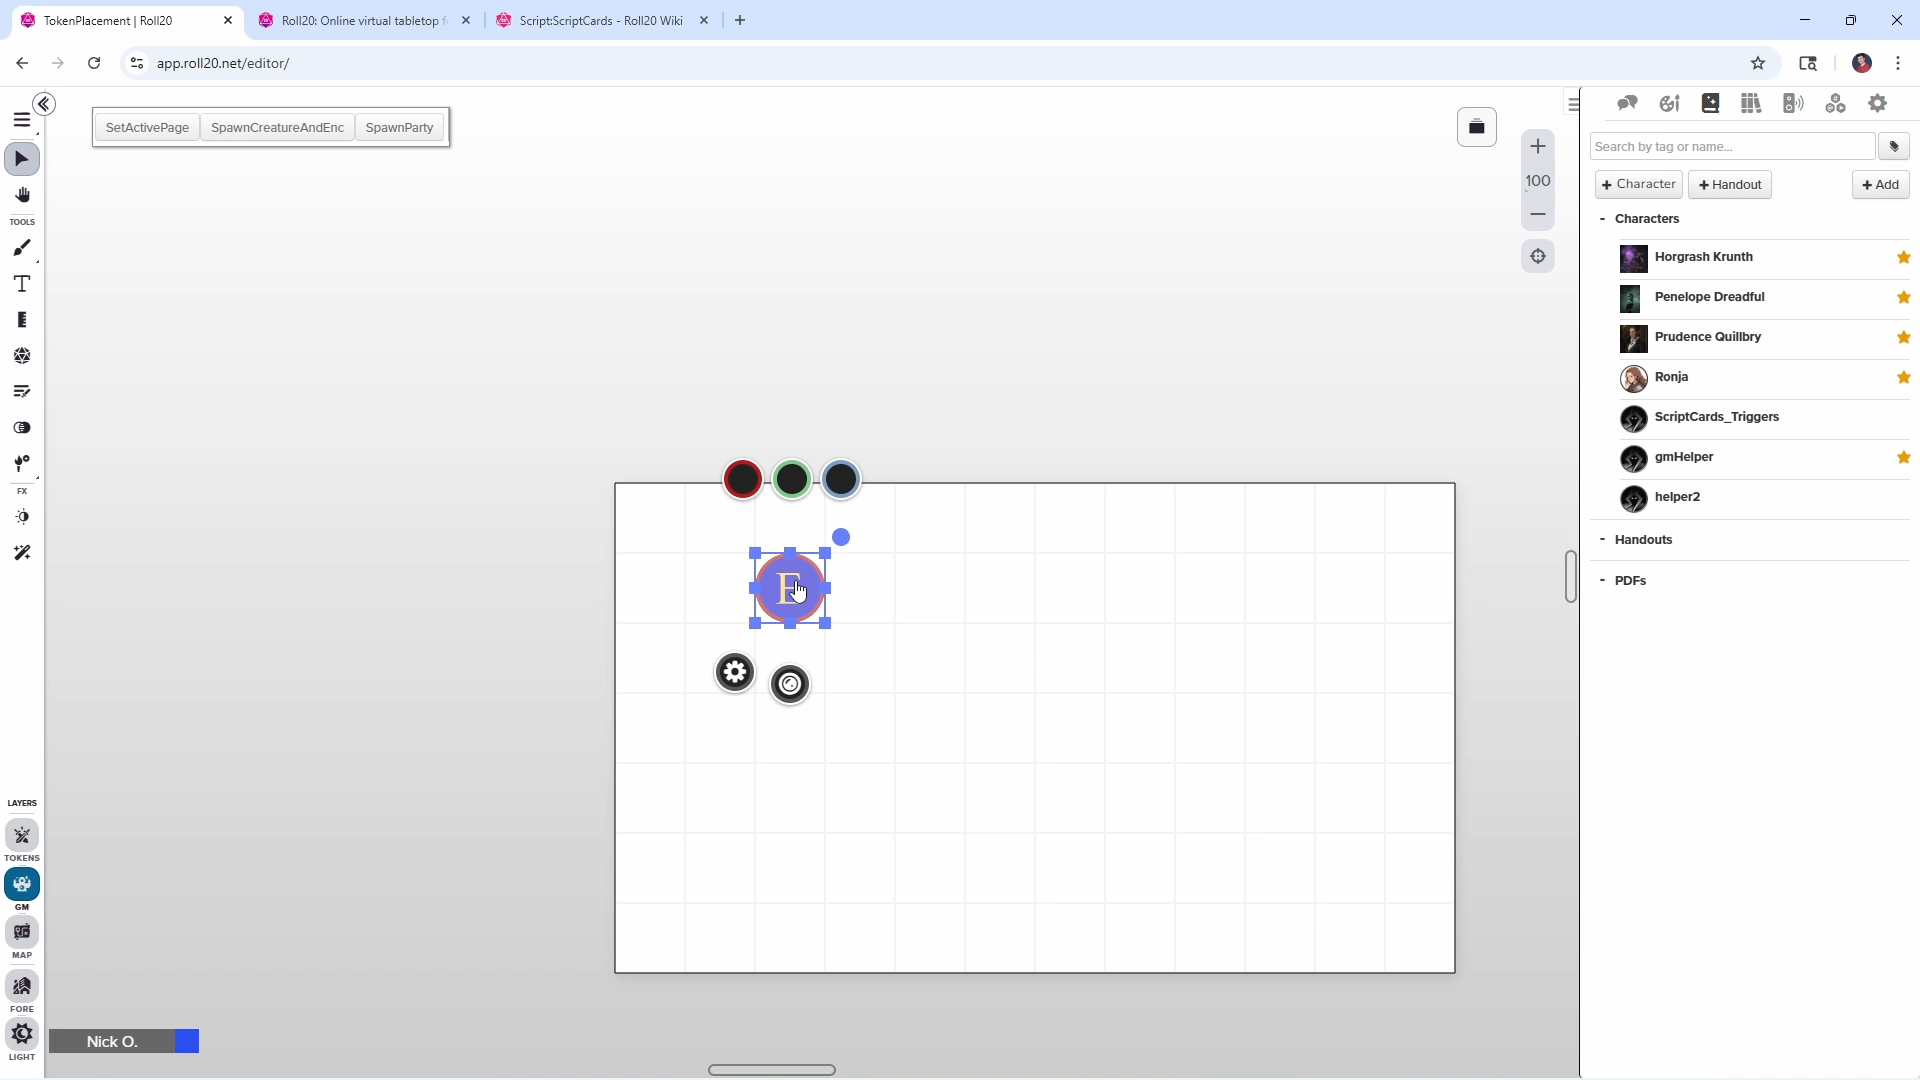 TokenPlacement | Roll20
Roll20: Online virtual tabletop f
Script:ScriptCards - Roll20 Wiki
app.roll20.net/editor/
SetActivePage
SpawnCreatureAndEnc
SpawnParty
TOOLS
FX
LAYERS
TOKENS
GM
MAP
FORE
LIGHT
Nick O.
E
100
Search by tag or name...
+ Character
+ Handout
+ Add
- Characters
Horgrash Krunth
Penelope Dreadful
Prudence Quillbry
Ronja
ScriptCards_Triggers
gmHelper
helper2
- Handouts
- PDFs